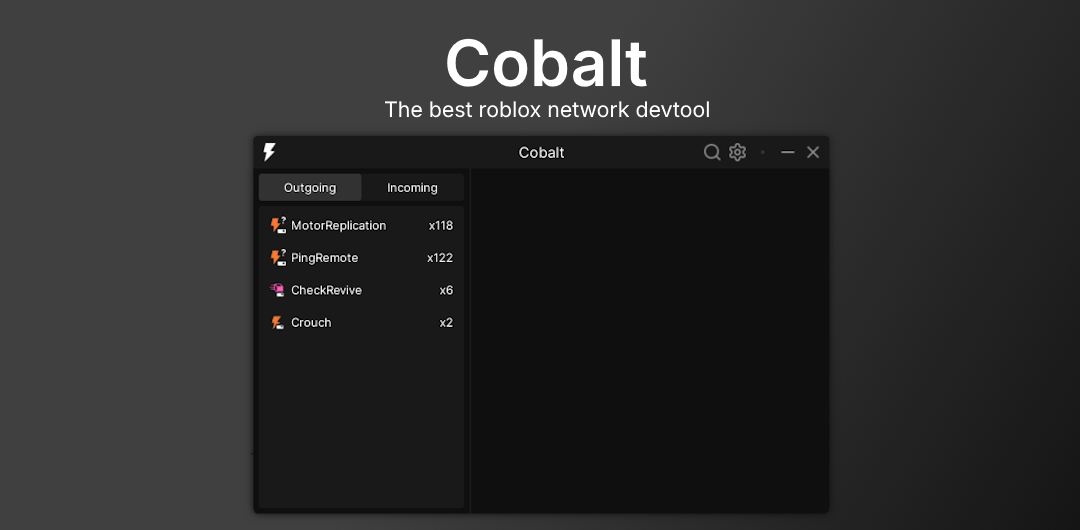 Cobalt
The best roblox network devtool
Cobalt
Outgoing Incoming
MotorReplication x118
PingRemote x122
CheckRevive x6
Crouch x2